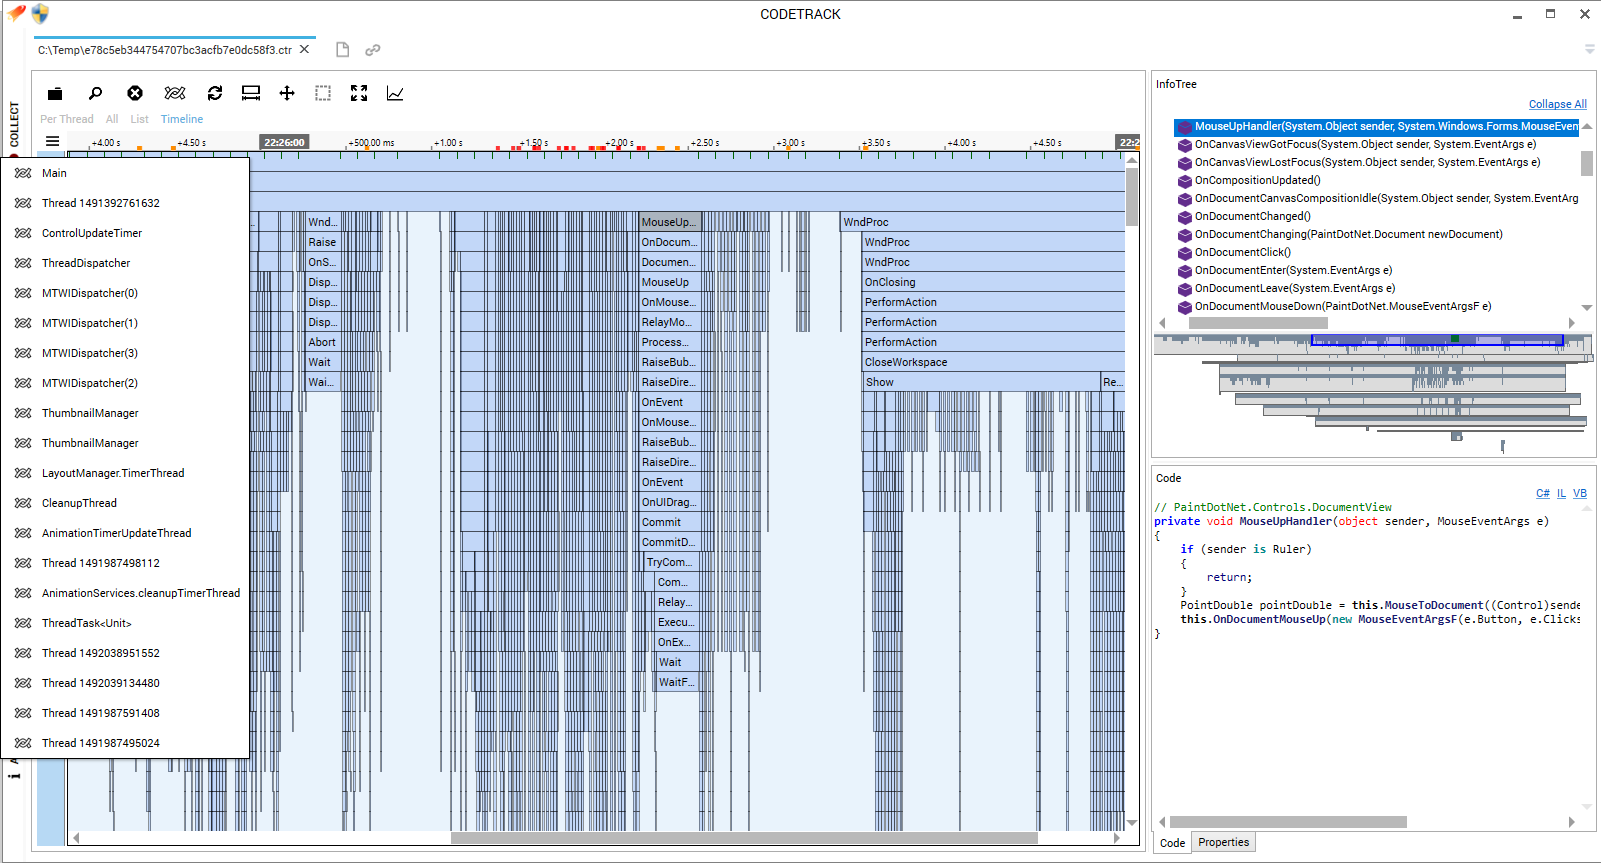 CODETRACK
C:\Temp\e78c5eb344754707bc3acfb7e0dc58f3.ctr
COLLECT
Per Thread All List Timeline
+4.00 s +4.50 s 22:26:00 +500.00 ms +1.00 s +1.50 s +2.00 s +2.50 s +3.00 s +3.50 s +4.00 s +4.50 s 22:2
Main
Thread 1491392761632
ControlUpdateTimer
ThreadDispatcher
MTWIDispatcher(0)
MTWIDispatcher(1)
MTWIDispatcher(3)
MTWIDispatcher(2)
ThumbnailManager
ThumbnailManager
LayoutManager.TimerThread
CleanupThread
AnimationTimerUpdateThread
Thread 1491987498112
AnimationServices.cleanupTimerThread
ThreadTask<Unit>
Thread 1492038951552
Thread 1492039134480
Thread 1491987591408
Thread 1491987495024
Wnd...
Raise
OnS...
Disp...
Disp...
Disp...
Abort
Wait
Wai...
MouseUp...
OnDocum...
Documen...
MouseUp
OnMouse...
RelayMo...
Process...
RaiseBub...
RaiseDire...
OnEvent
OnMouse...
RaiseBub...
RaiseDire...
OnEvent
OnUIDrag...
Commit
CommitD...
TryCom...
Com...
Relay...
Execu...
OnEx...
Wait
WaitF...
WndProc
WndProc
WndProc
OnClosing
PerformAction
PerformAction
PerformAction
CloseWorkspace
Show Re...
InfoTree
Collapse All
MouseUpHandler(System.Object sender, System.Windows.Forms.MouseEven
OnCanvasViewGotFocus(System.Object sender, System.EventArgs e)
OnCanvasViewLostFocus(System.Object sender, System.EventArgs e)
OnCompositionUpdated()
OnDocumentCanvasCompositionIdle(System.Object sender, System.EventArg
OnDocumentChanged()
OnDocumentChanging(PaintDotNet.Document newDocument)
OnDocumentClick()
OnDocumentEnter(System.EventArgs e)
OnDocumentLeave(System.EventArgs e)
OnDocumentMouseDown(PaintDotNet.MouseEventArgsF e)
Code
C# IL VB
// PaintDotNet.Controls.DocumentView
private void MouseUpHandler(object sender, MouseEventArgs e)
{
if (sender is Ruler)
{
return;
}
PointDouble pointDouble = this.MouseToDocument((Control)sende
this.OnDocumentMouseUp(new MouseEventArgsF(e.Button, e.Clicks
}
Code Properties